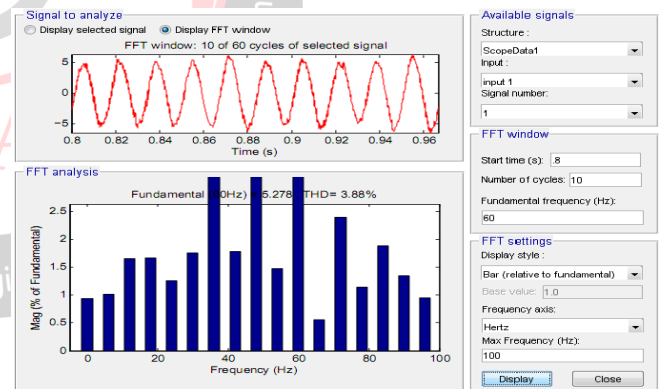 Signal to analyze
Display selected signal Display FFT window
FFT window: 10 of 60 cycles of selected signal
5
0
−5
0.8 0.82 0.84 0.86 0.88 0.9 0.92 0.94 0.96
Time (s)
FFT analysis
Fundamental (60Hz) = 5.278 THD= 3.88%
Mag (% of Fundamental)
2.5
2
1.5
1
0.5
0
0 20 40 60 80 100
Frequency (Hz)
Available signals
Structure :
ScopeData1
Input :
input 1
Signal number:
1
FFT window
Start time (s): .8
Number of cycles: 10
Fundamental frequency (Hz):
60
FFT settings
Display style :
Bar (relative to fundamental)
Base value: 1.0
Frequency axis:
Hertz
Max Frequency (Hz):
100
Display Close